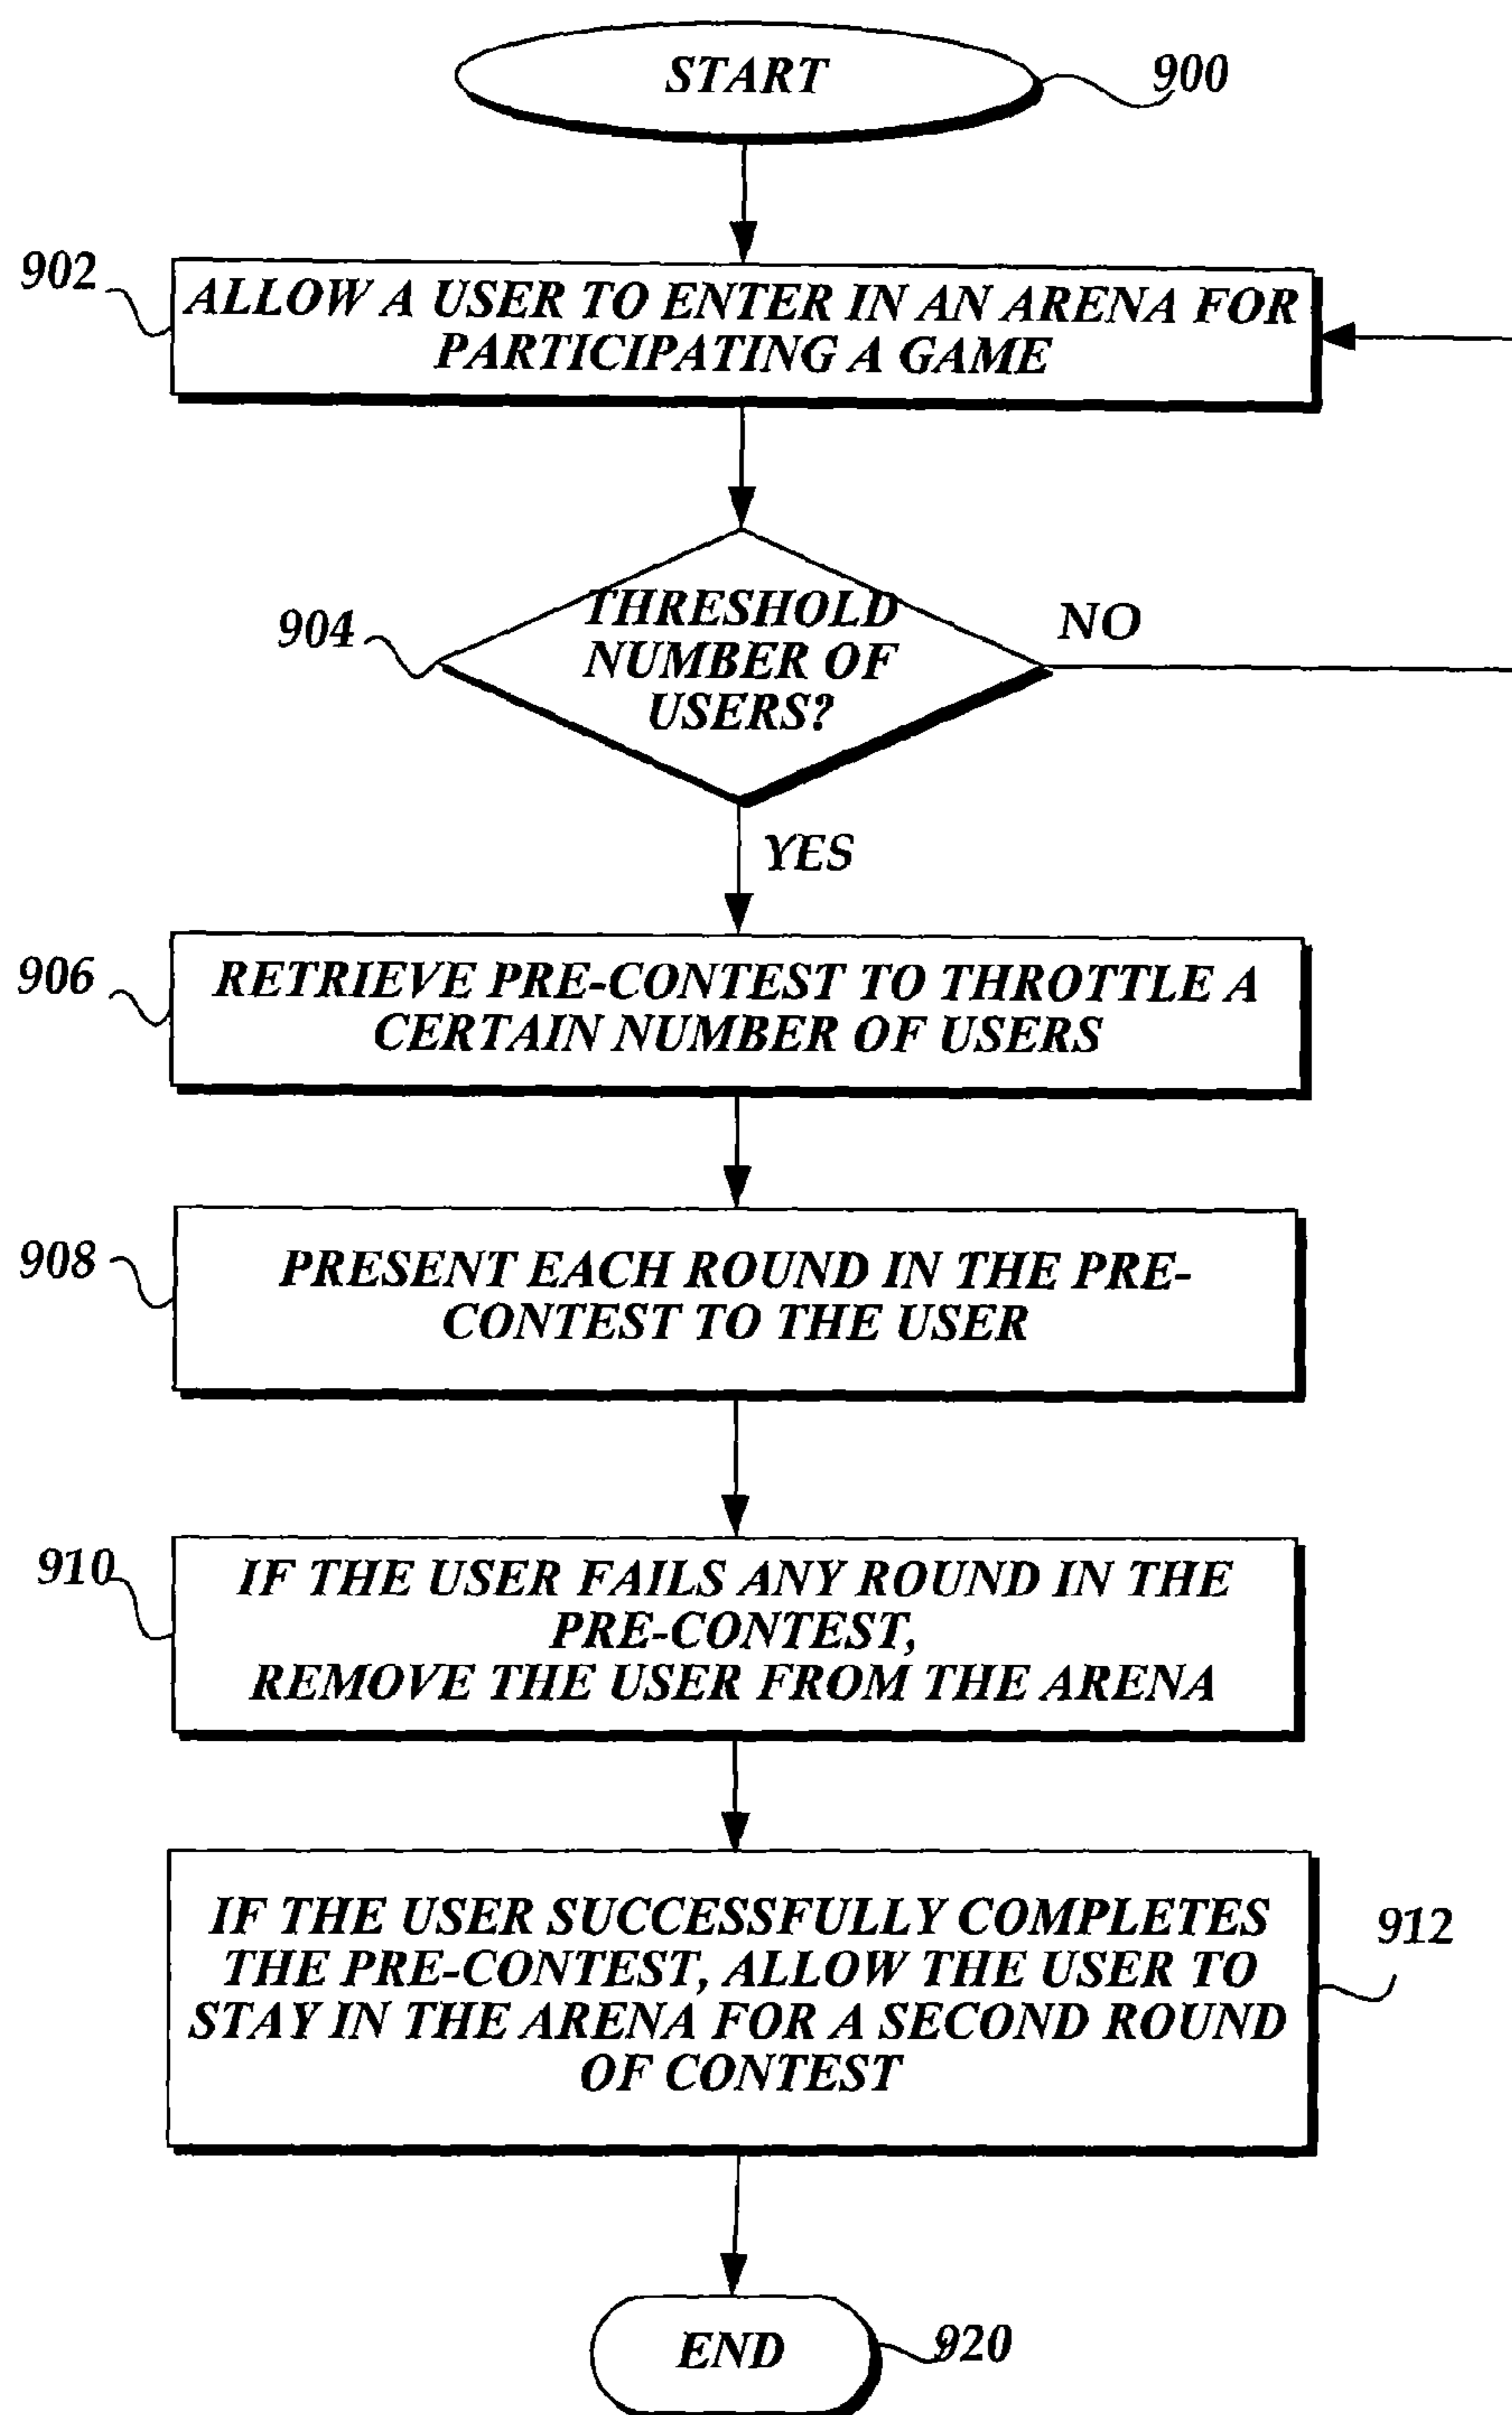 START
900
902
ALLOW A USER TO ENTER IN AN ARENA FOR
PARTICIPATING A GAME
904
THRESHOLD
NUMBER OF
USERS?
NO
YES
906
RETRIEVE PRE-CONTEST TO THROTTLE A
CERTAIN NUMBER OF USERS
908
PRESENT EACH ROUND IN THE PRE-
CONTEST TO THE USER
910
IF THE USER FAILS ANY ROUND IN THE
PRE-CONTEST,
REMOVE THE USER FROM THE ARENA
IF THE USER SUCCESSFULLY COMPLETES
THE PRE-CONTEST, ALLOW THE USER TO
STAY IN THE ARENA FOR A SECOND ROUND
OF CONTEST
912
END
920